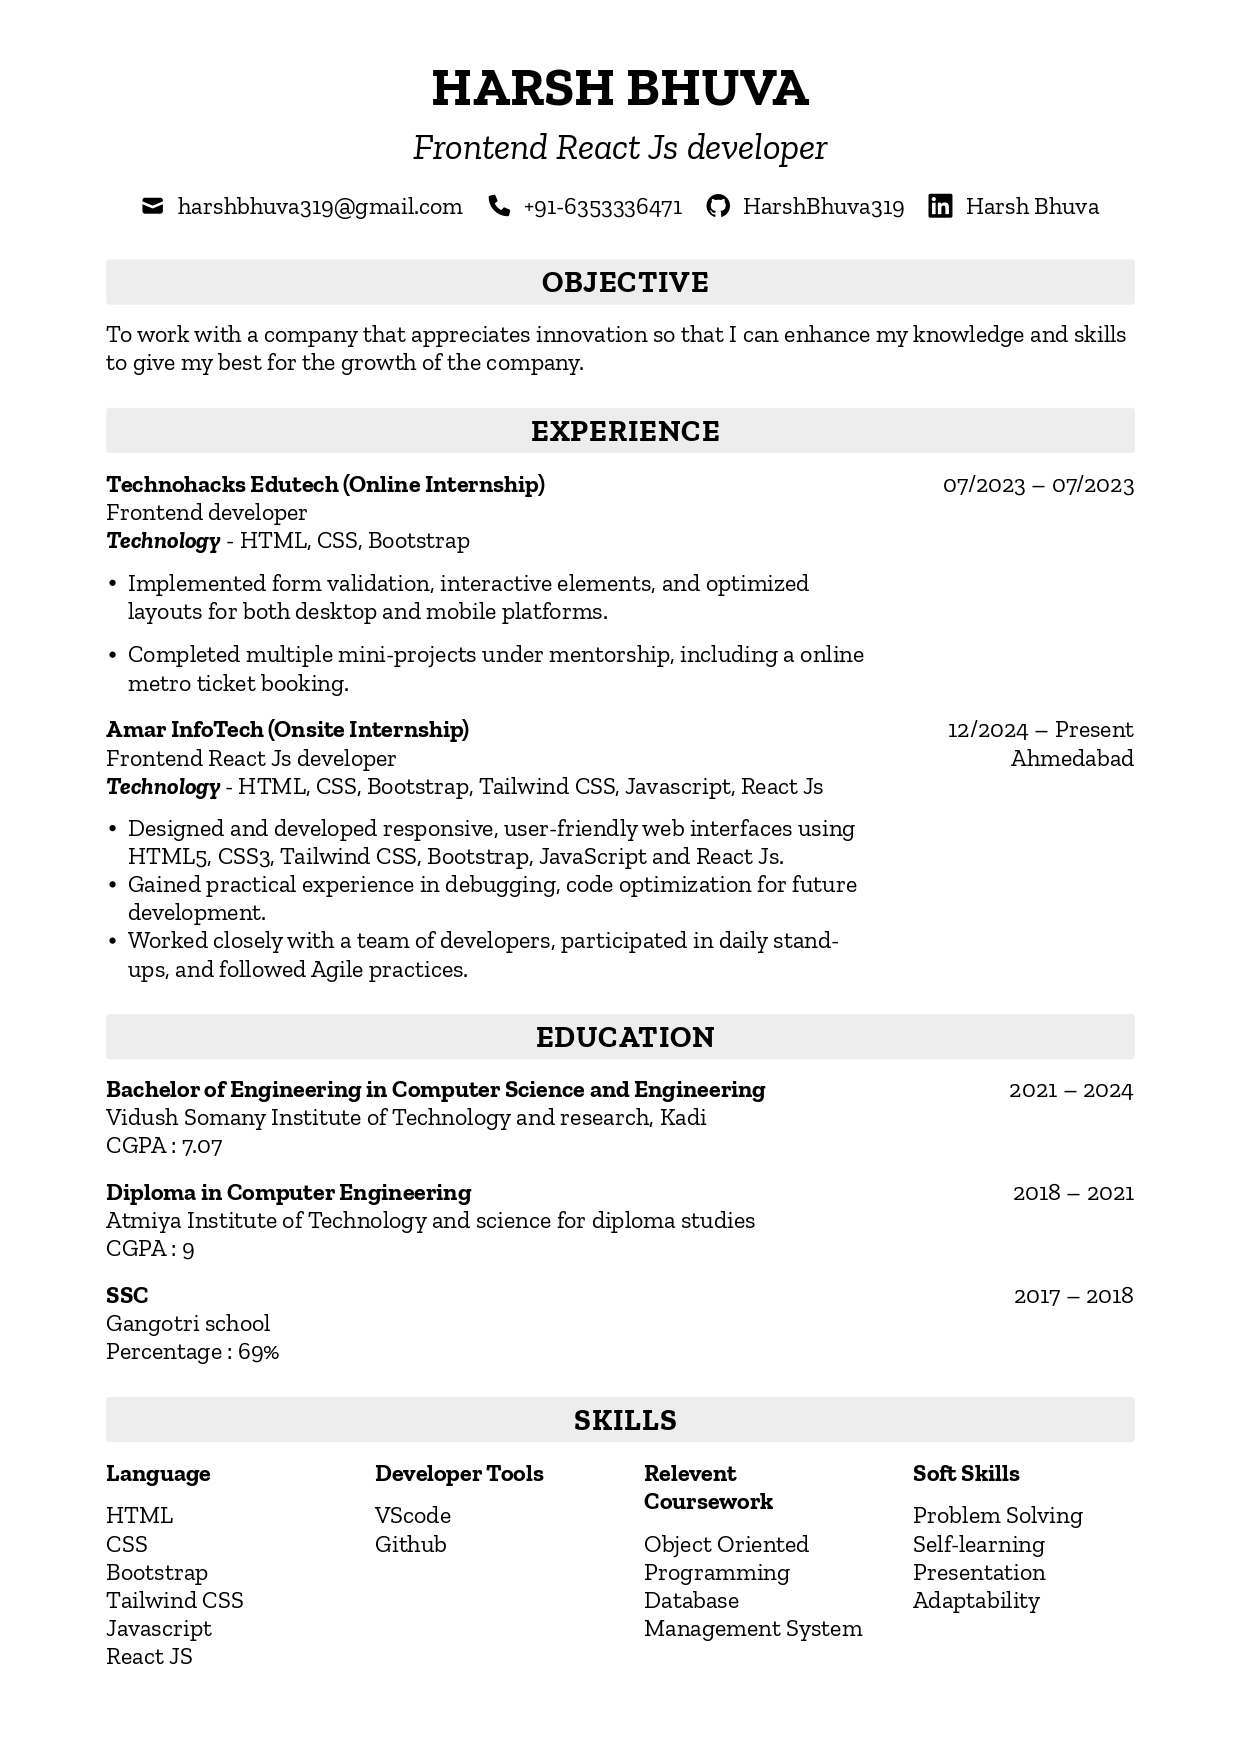 HARSH BHUVA
Frontend React Js developer
harshbhuva319@gmail.com +91-6353336471 HarshBhuva319 Harsh Bhuva
OBJECTIVE
To work with a company that appreciates innovation so that I can enhance my knowledge and skills
to give my best for the growth of the company.
EXPERIENCE
Technohacks Edutech (Online Internship) 07/2023 – 07/2023
Frontend developer
Technology - HTML, CSS, Bootstrap
• Implemented form validation, interactive elements, and optimized
layouts for both desktop and mobile platforms.
• Completed multiple mini-projects under mentorship, including a online
metro ticket booking.
Amar InfoTech (Onsite Internship) 12/2024 – Present
Frontend React Js developer Ahmedabad
Technology - HTML, CSS, Bootstrap, Tailwind CSS, Javascript, React Js
• Designed and developed responsive, user-friendly web interfaces using
HTML5, CSS3, Tailwind CSS, Bootstrap, JavaScript and React Js.
• Gained practical experience in debugging, code optimization for future
development.
• Worked closely with a team of developers, participated in daily stand-
ups, and followed Agile practices.
EDUCATION
Bachelor of Engineering in Computer Science and Engineering 2021 – 2024
Vidush Somany Institute of Technology and research, Kadi
CGPA : 7.07
Diploma in Computer Engineering 2018 – 2021
Atmiya Institute of Technology and science for diploma studies
CGPA : 9
SSC 2017 – 2018
Gangotri school
Percentage : 69%
SKILLS
Language
HTML
CSS
Bootstrap
Tailwind CSS
Javascript
React JS
Developer Tools
VScode
Github
Relevent
Coursework
Object Oriented
Programming
Database
Management System
Soft Skills
Problem Solving
Self-learning
Presentation
Adaptability